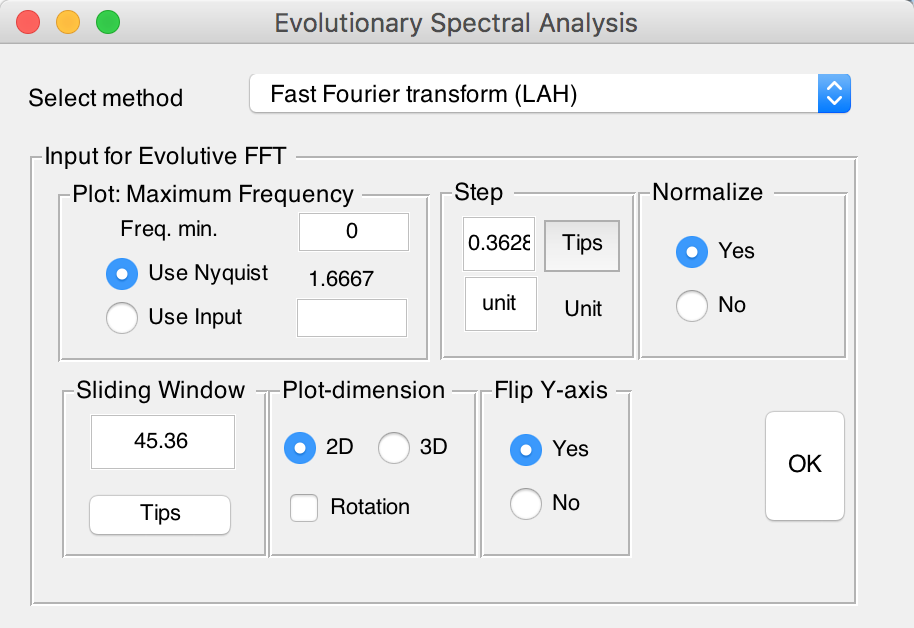 Evolutionary Spectral Analysis
Select method
Fast Fourier transform (LAH)
Input for Evolutive FFT
Plot: Maximum Frequency
Freq. min.
0
Use Nyquist
1.6667
Use Input
Step
0.3628
Tips
unit
Unit
Normalize
Yes
No
Sliding Window
45.36
Tips
Plot-dimension
2D
3D
Rotation
Flip Y-axis
Yes
No
OK